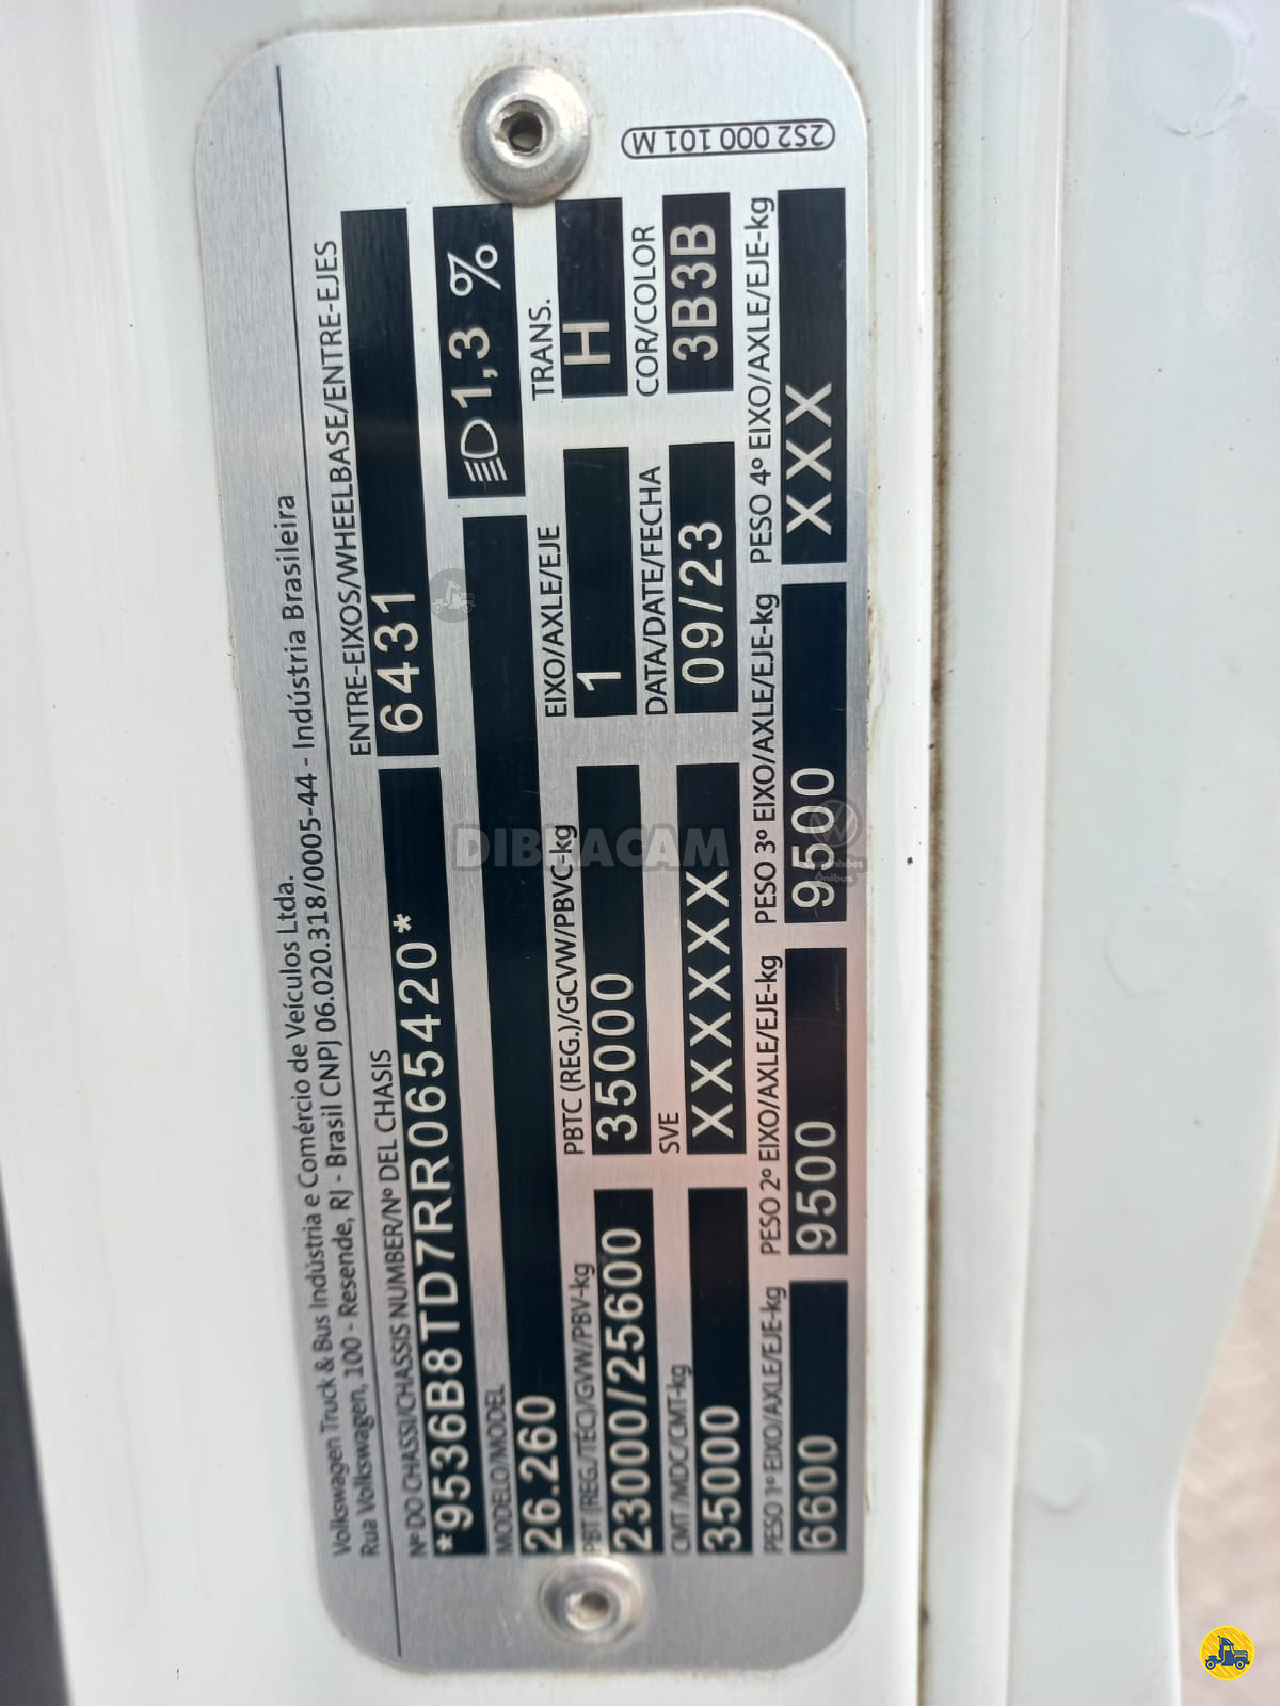 Volkswagen Truck & Bus Indústria e Comércio de Veículos Ltda.
Rua Volkswagen, 100 - Resende, RJ - Brasil CNPJ 06.020.318/0005-44 - Indústria Brasileira
Nº DO CHASSI/CHASSIS NUMBER/Nº DEL CHASIS
ENTRE-EIXOS/WHEELBASE/ENTRE-EJES
*9536B8TD7RR065420*
6431
MODELO/MODEL
26.260
1,3 %
PBT (REG./TÉC)/GVW/PBV-kg
PBTC (REG.)/GCVW/PBVC-kg
EIXO/AXLE/EJE
TRANS.
23000/25600
35000
1
H
CMT/MDC/CMT-kg
SVE
DATA/DATE/FECHA
COR/COLOR
35000
XXXXXX
09/23
3B3B
PESO 1º EIXO/AXLE/EJE-kg
PESO 2º EIXO/AXLE/EJE-kg
PESO 3º EIXO/AXLE/EJE-kg
PESO 4º EIXO/AXLE/EJE-kg
6600
9500
9500
XXX
2S2 000 101 M
DIBRACAM